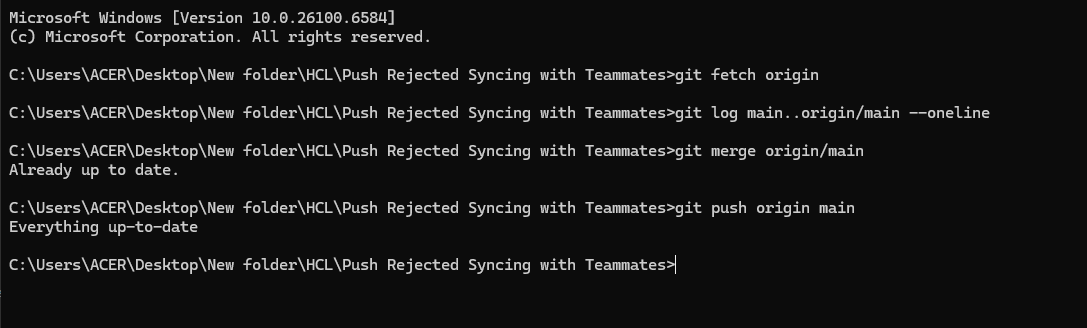 Microsoft Windows [Version 10.0.26100.6584]
(c) Microsoft Corporation. All rights reserved.
C:\Users\ACER\Desktop\New folder\HCL\Push Rejected Syncing with Teammates>git fetch origin
C:\Users\ACER\Desktop\New folder\HCL\Push Rejected Syncing with Teammates>git log main..origin/main --oneline
C:\Users\ACER\Desktop\New folder\HCL\Push Rejected Syncing with Teammates>git merge origin/main
Already up to date.
C:\Users\ACER\Desktop\New folder\HCL\Push Rejected Syncing with Teammates>git push origin main
Everything up-to-date
C:\Users\ACER\Desktop\New folder\HCL\Push Rejected Syncing with Teammates>